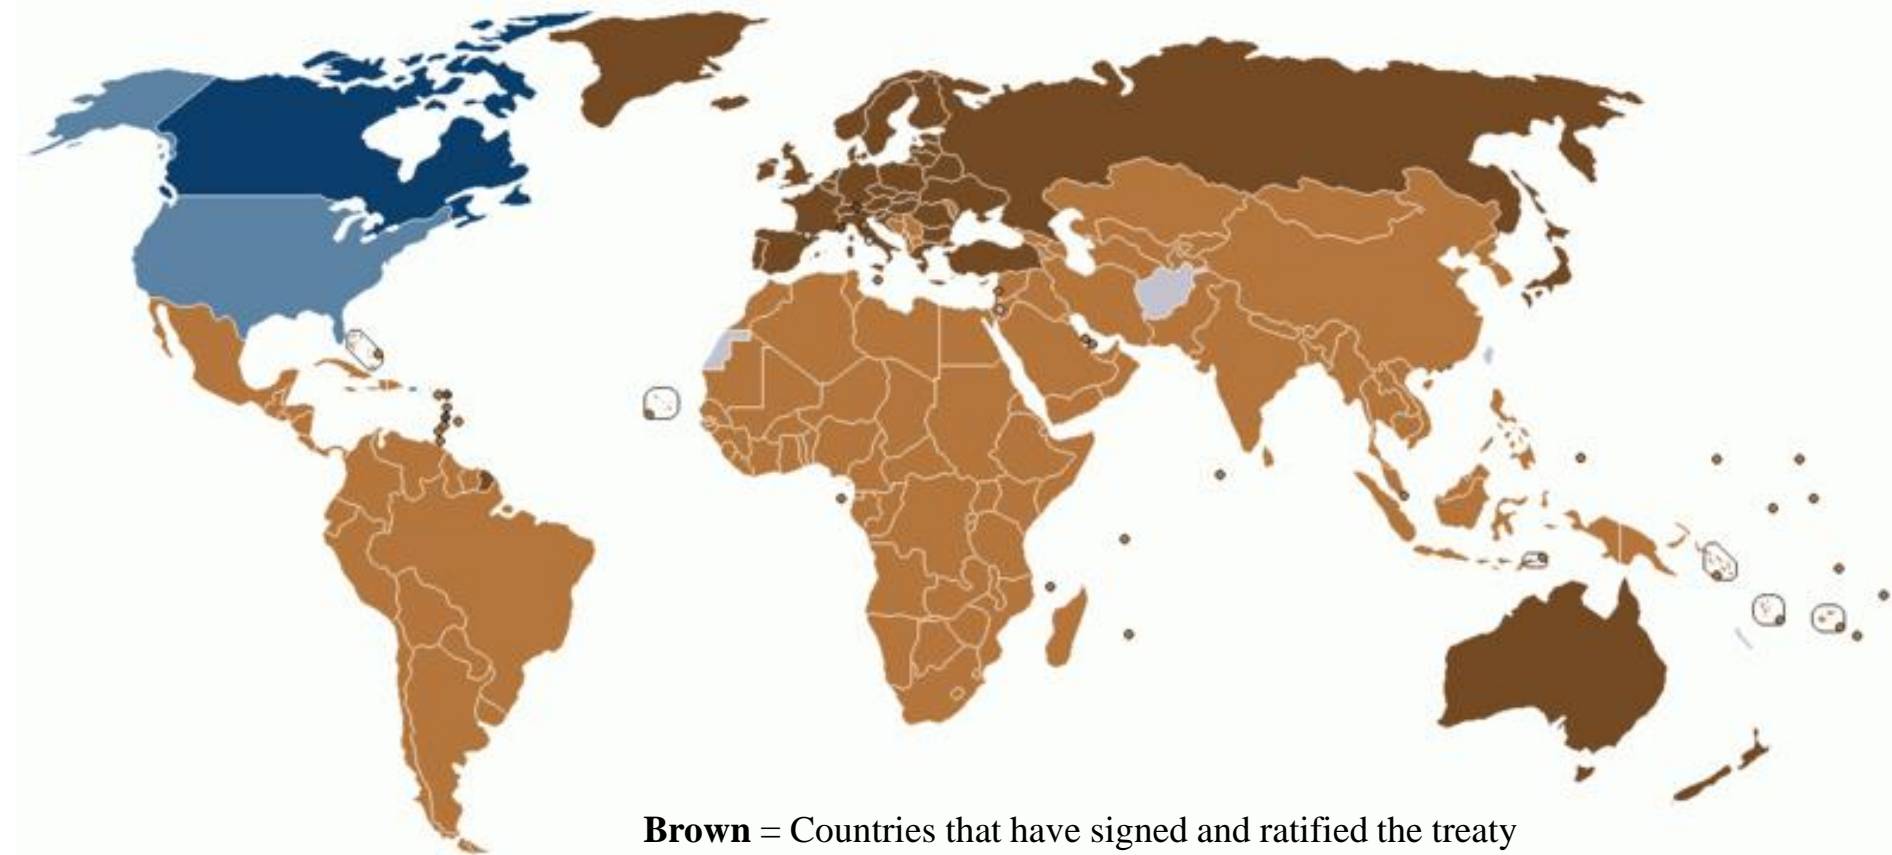 Brown = Countries that have signed and ratified the treaty